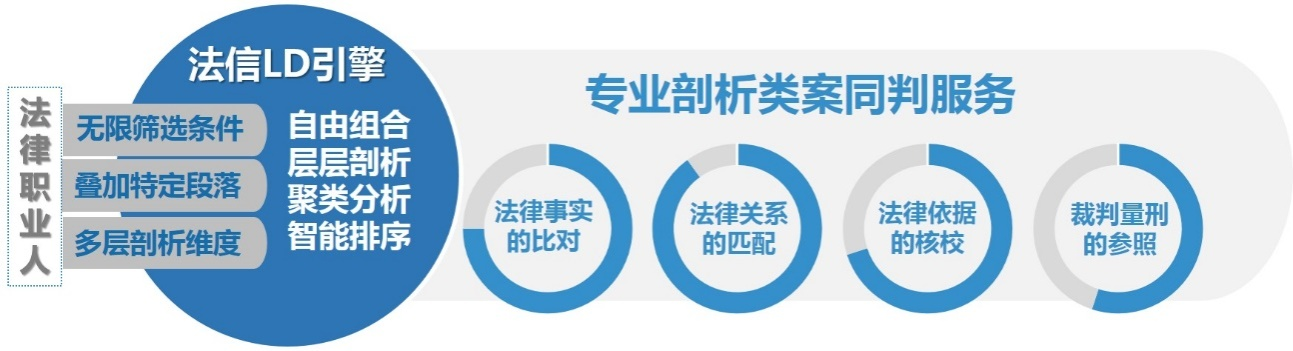 法律职业人
无限筛选条件
叠加特定段落
多层剖析维度
法信LD引擎
自由组合
层层剖析
聚类分析
智能排序
专业剖析类案同判服务
法律事实
的比对
法律关系
的匹配
法律依据
的核校
裁判量刑
的参照